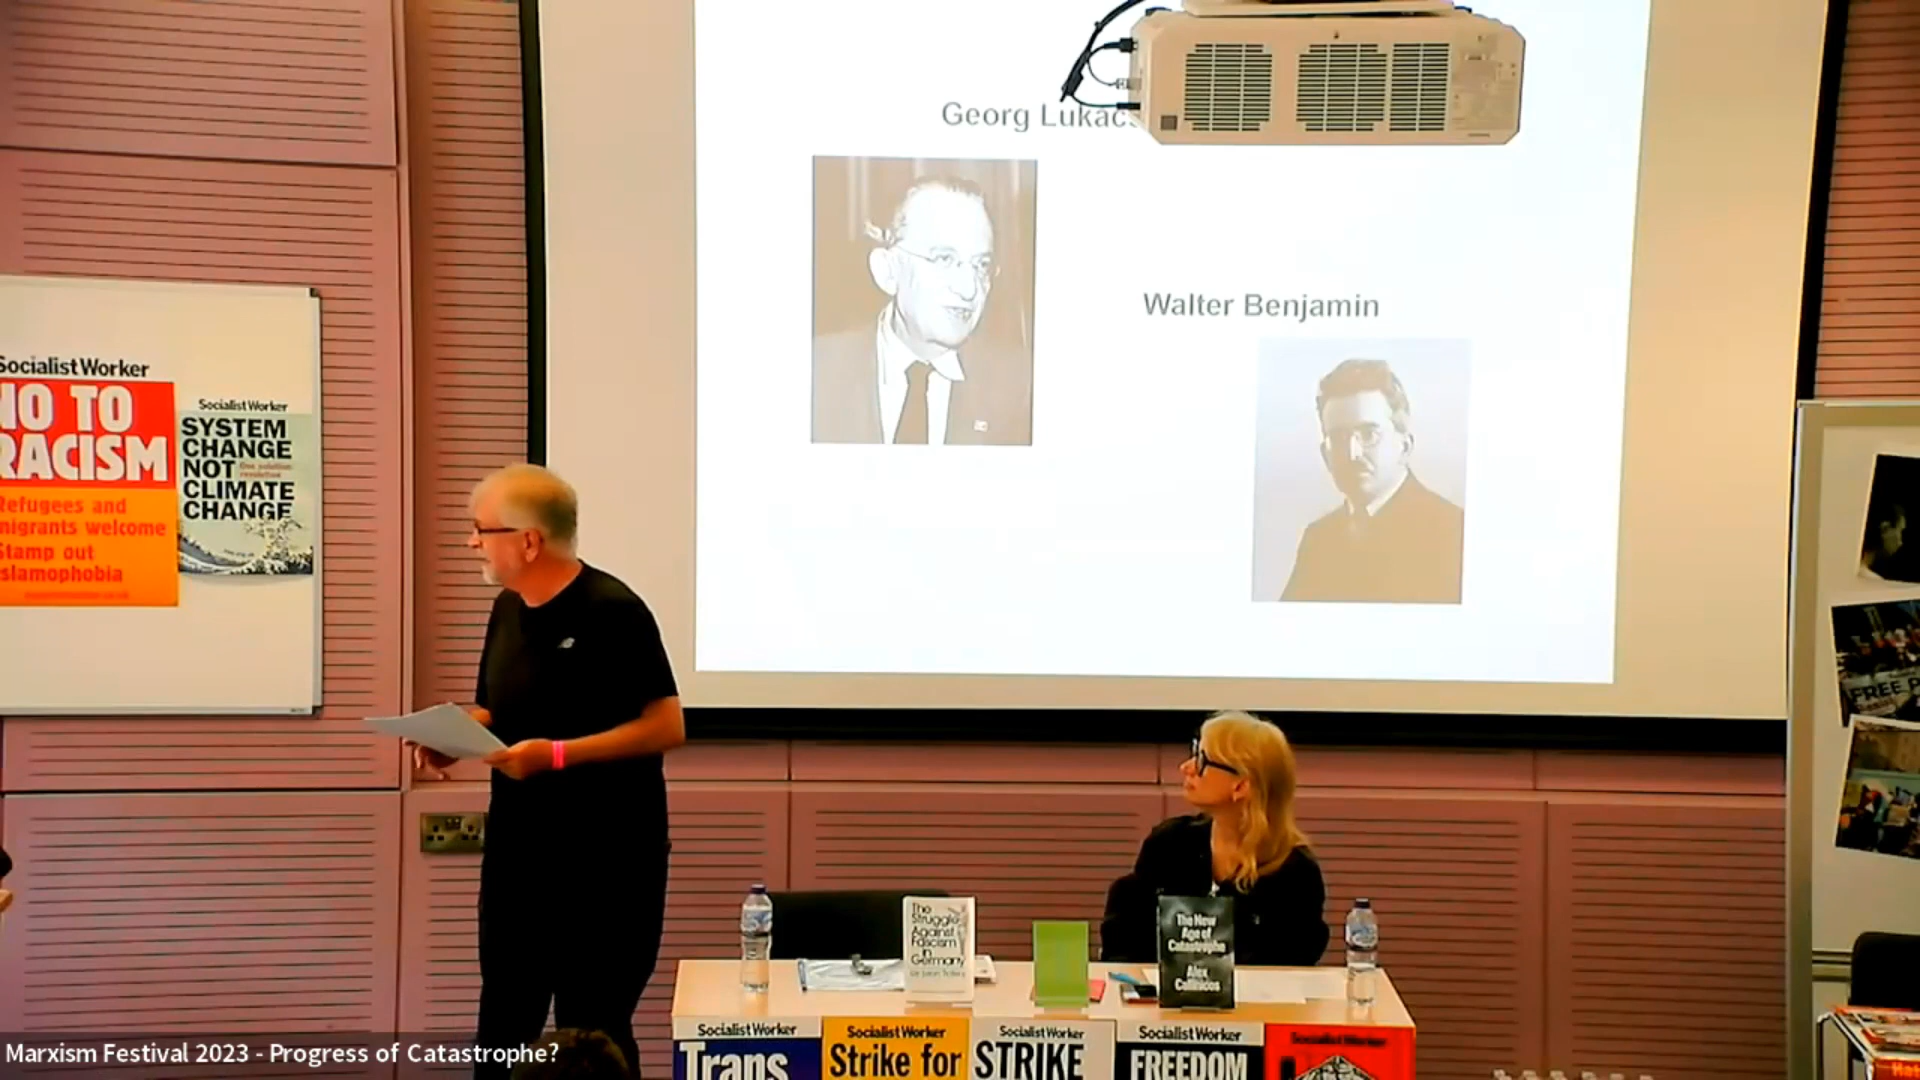 Georg Lukacs
Walter Benjamin
Socialist Worker
NO TO
RACISM
Refugees and
migrants welcome
Stamp out
Islamophobia
Socialist Worker
SYSTEM
CHANGE
NOT
CLIMATE
CHANGE
FREE P
The
Struggle
Against
Fascism
in
Germany
The New
Age of
Catastrophe
Alex
Callinicos
Socialist Worker
Trans
Socialist Worker
Strike for
Socialist Worker
STRIKE
Socialist Worker
FREEDOM
Socialist Worker
Marxism Festival 2023 - Progress of Catastrophe?